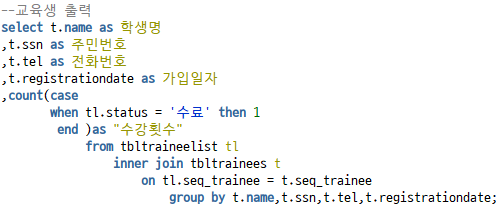 --교육생 출력
select t.name as 학생명
,t.ssn as 주민번호
,t.tel as 전화번호
,t.registrationdate as 가입일자
,count(case
when tl.status = '수료' then 1
end )as "수강횟수"
from tbltraineelist tl
inner join tbltrainees t
on tl.seq_trainee = t.seq_trainee
group by t.name,t.ssn,t.tel,t.registrationdate;